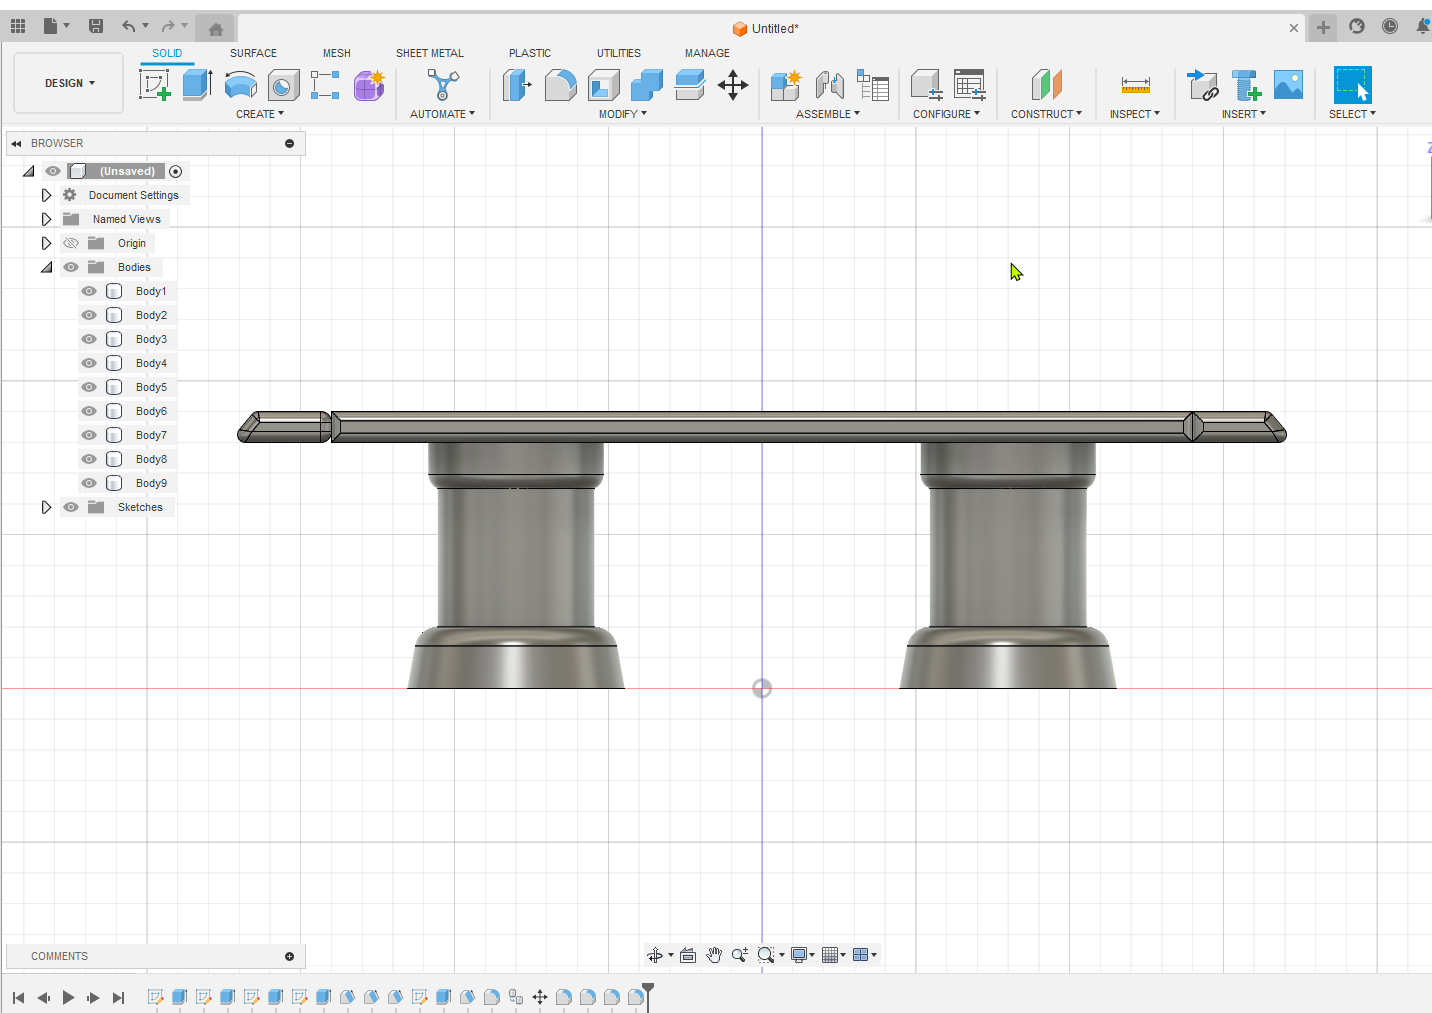 Untitled*
SOLID SURFACE MESH SHEET METAL PLASTIC UTILITIES MANAGE
DESIGN
CREATE AUTOMATE MODIFY ASSEMBLE CONFIGURE CONSTRUCT INSPECT INSERT SELECT
BROWSER
Z
(Unsaved)
Document Settings
Named Views
Origin
Bodies
Body1
Body2
Body3
Body4
Body5
Body6
Body7
Body8
Body9
Sketches
COMMENTS